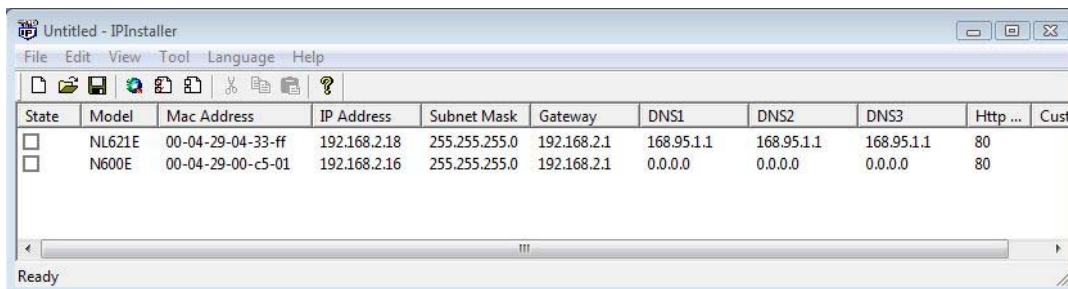 Untitled - IPInstaller
File Edit View Tool Language Help
State Model Mac Address IP Address Subnet Mask Gateway DNS1 DNS2 DNS3 Http ... Cust
NL621E 00-04-29-04-33-ff 192.168.2.18 255.255.255.0 192.168.2.1 168.95.1.1 168.95.1.1 168.95.1.1 80
N600E 00-04-29-00-c5-01 192.168.2.16 255.255.255.0 192.168.2.1 0.0.0.0 0.0.0.0 0.0.0.0 80
Ready